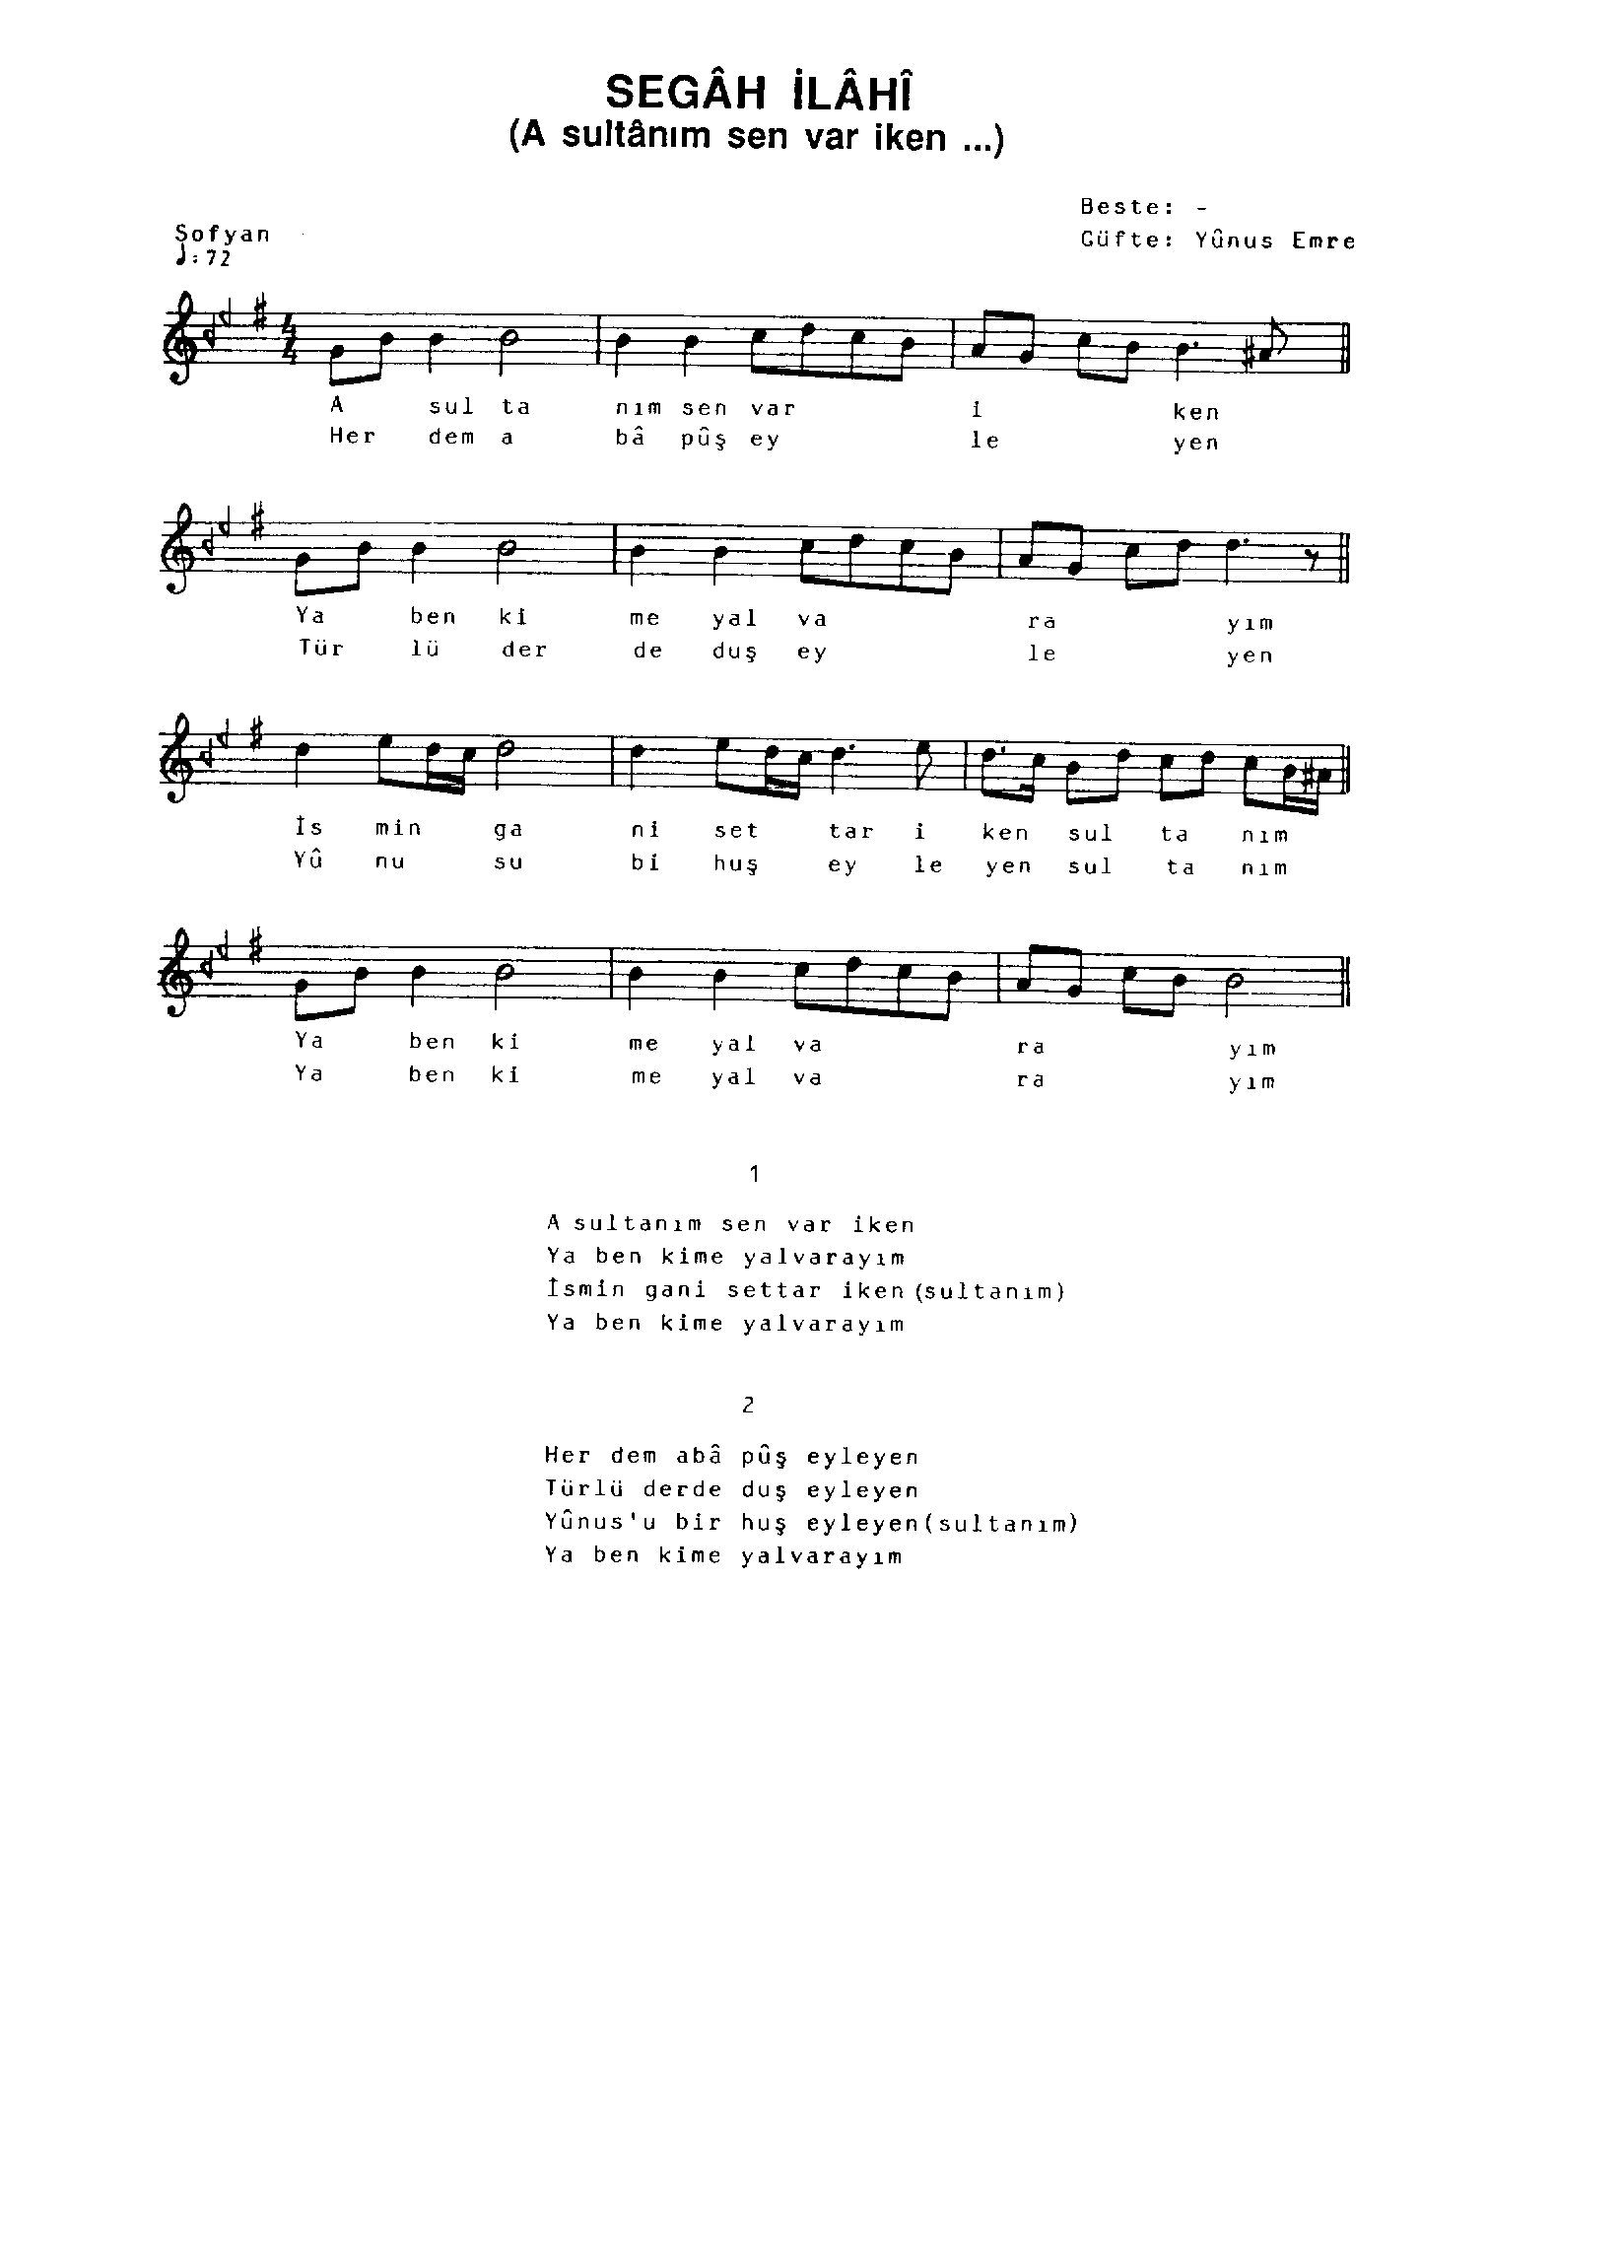 SEGÂH İLÂHÎ
(A sultânım sen var iken ...)
Beste: -
Sofyan
Güfte: Yûnus Emre
♩=72
4
4
A sul ta nım sen var i ken
Her dem a bâ pûş ey le yen
Ya ben ki me yal va ra yım
Tür lü der de duş ey le yen
İs min ga ni set tar i ken sul ta nım
Yû nu su bi huş ey le yen sul ta nım
Ya ben ki me yal va ra yım
Ya ben ki me yal va ra yım
1
A sultanım sen var iken
Ya ben kime yalvarayım
İsmin gani settar iken (sultanım)
Ya ben kime yalvarayım
2
Her dem abâ pûş eyleyen
Türlü derde duş eyleyen
Yûnus'u bir huş eyleyen (sultanım)
Ya ben kime yalvarayım